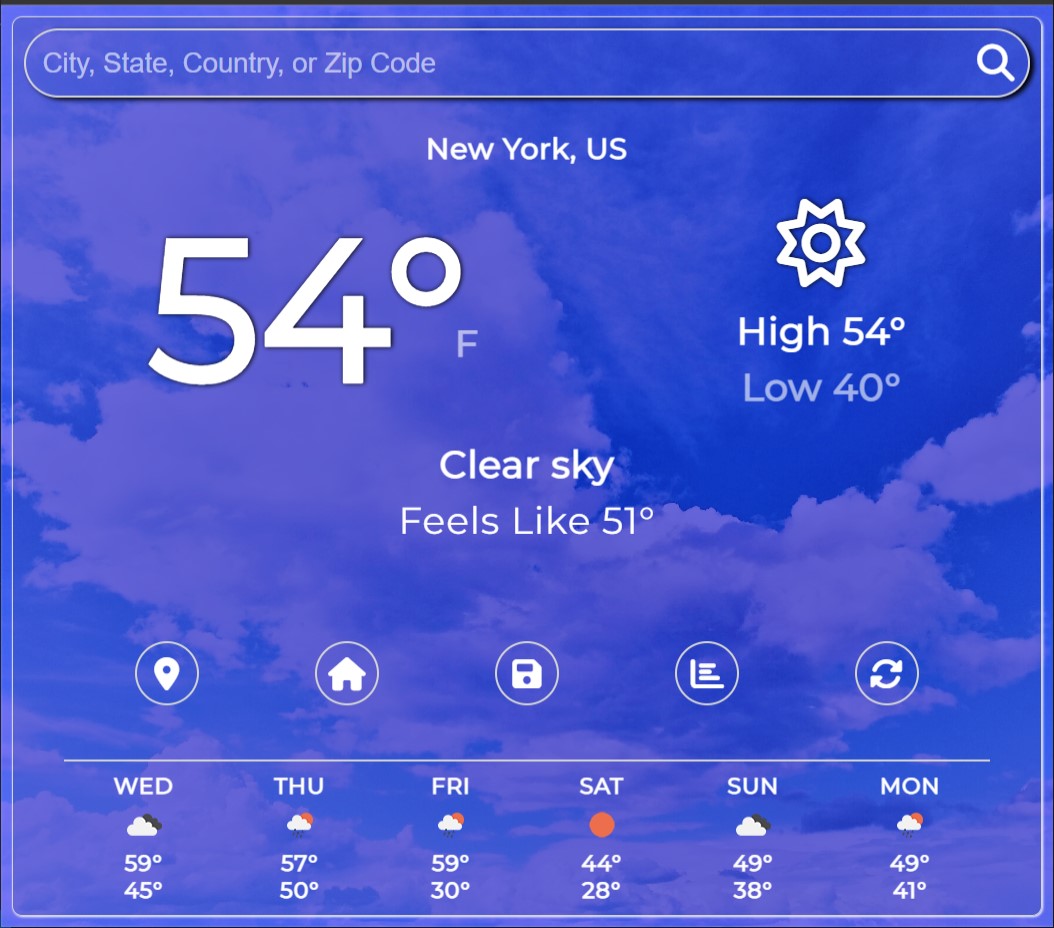 City, State, Country, or Zip Code
New York, US
54°
F
High 54°
Low 40°
Clear sky
Feels Like 51°
WED THU FRI SAT SUN MON
59° 57° 59° 44° 49° 49°
45° 50° 30° 28° 38° 41°